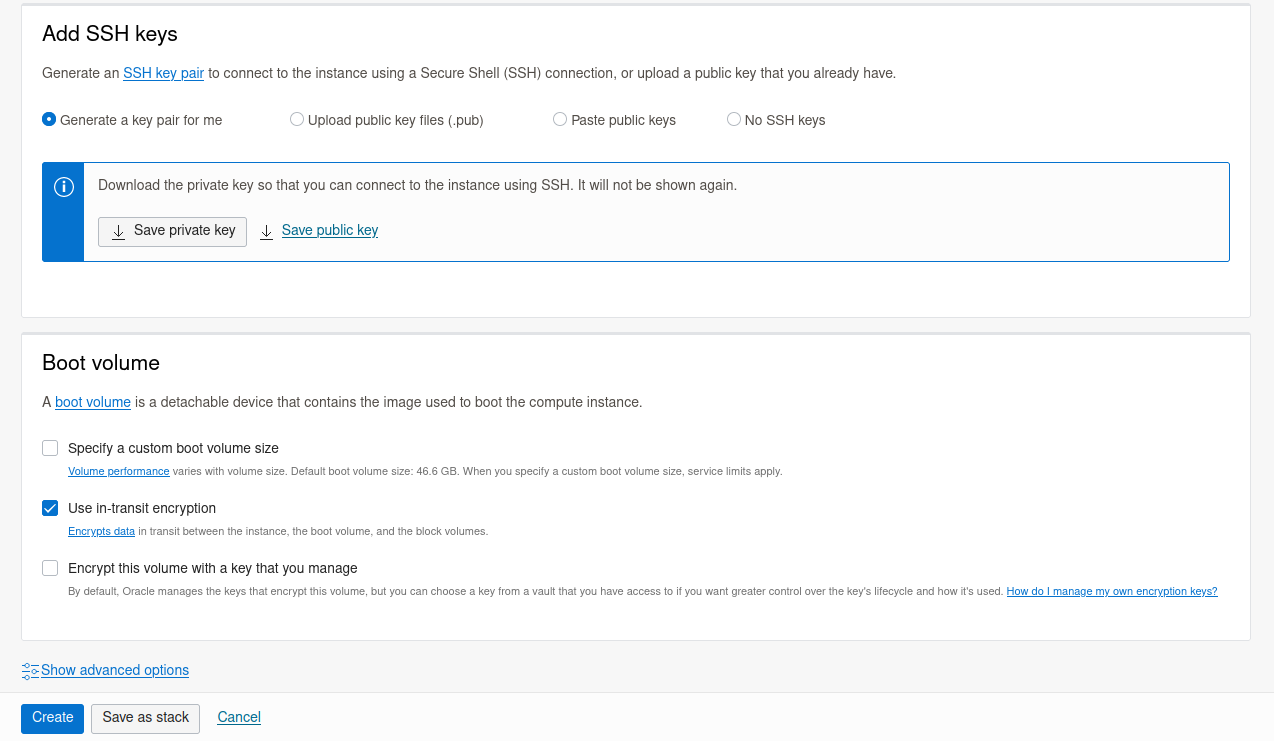 Add SSH keys
Generate an SSH key pair to connect to the instance using a Secure Shell (SSH) connection, or upload a public key that you already have.
Generate a key pair for me Upload public key files (.pub) Paste public keys No SSH keys
Download the private key so that you can connect to the instance using SSH. It will not be shown again.
Save private key Save public key
Boot volume
A boot volume is a detachable device that contains the image used to boot the compute instance.
Specify a custom boot volume size
Volume performance varies with volume size. Default boot volume size: 46.6 GB. When you specify a custom boot volume size, service limits apply.
Use in-transit encryption
Encrypts data in transit between the instance, the boot volume, and the block volumes.
Encrypt this volume with a key that you manage
By default, Oracle manages the keys that encrypt this volume, but you can choose a key from a vault that you have access to if you want greater control over the key's lifecycle and how it's used. How do I manage my own encryption keys?
Show advanced options
Create Save as stack Cancel